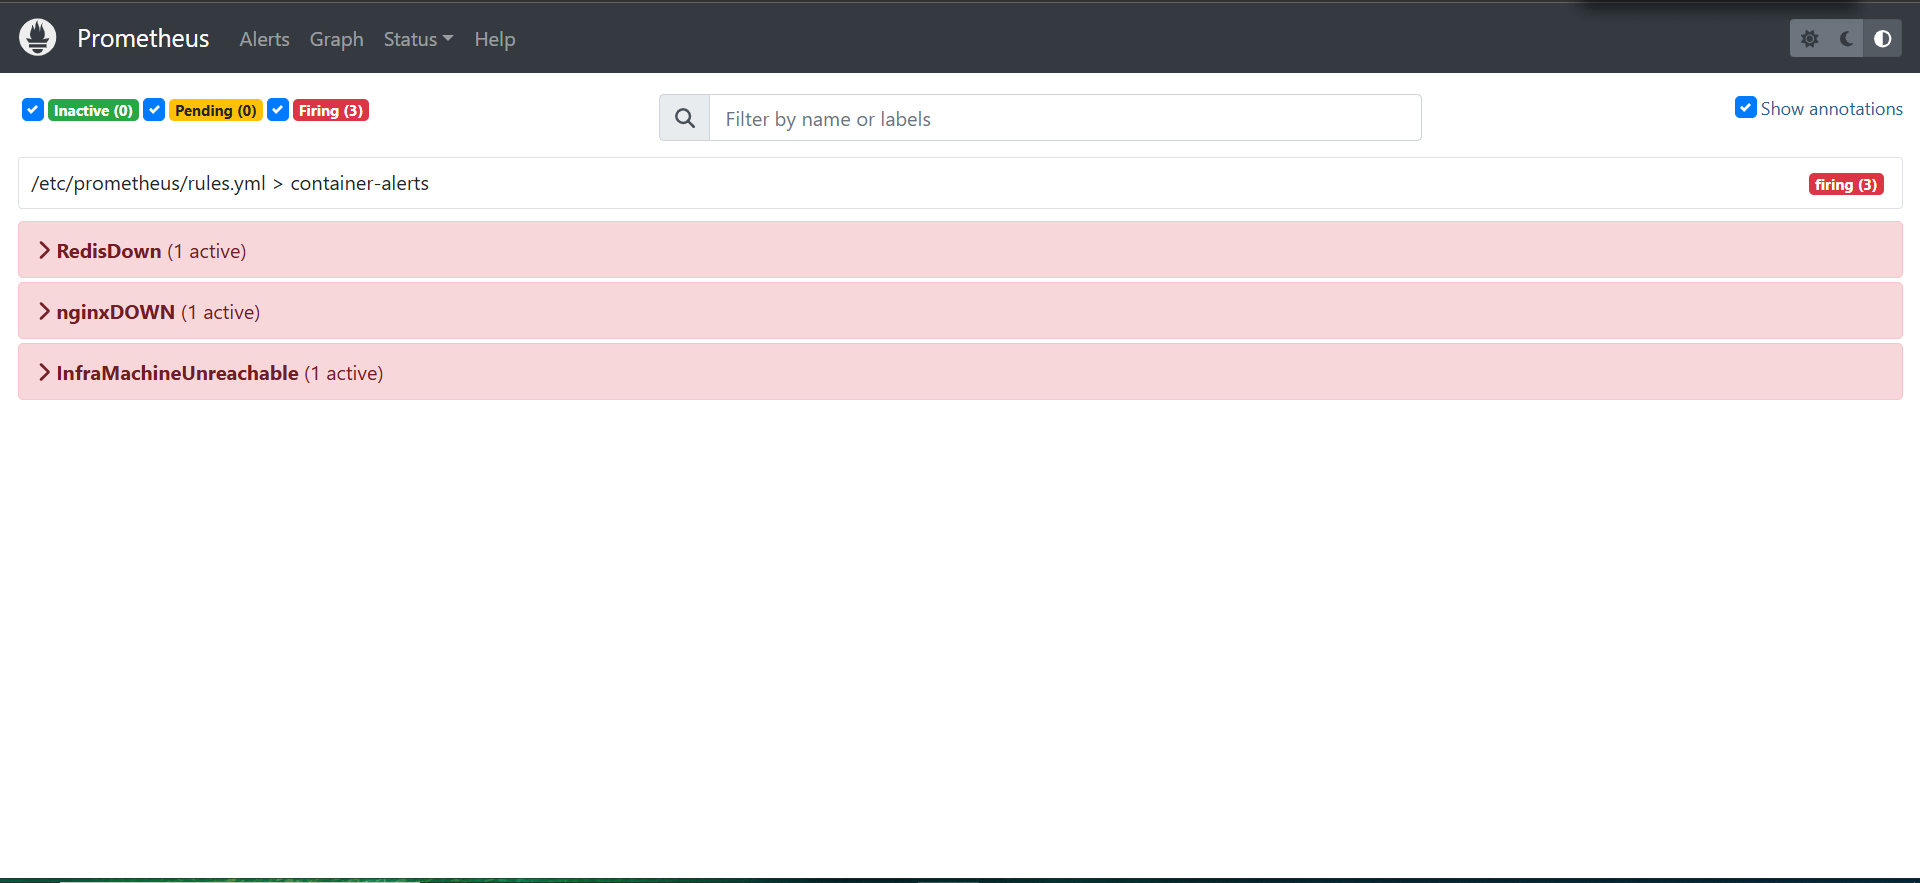 Prometheus Alerts Graph Status Help
Inactive (0) Pending (0) Firing (3) Filter by name or labels Show annotations
/etc/prometheus/rules.yml > container-alerts firing (3)
RedisDown (1 active)
nginxDOWN (1 active)
InfraMachineUnreachable (1 active)